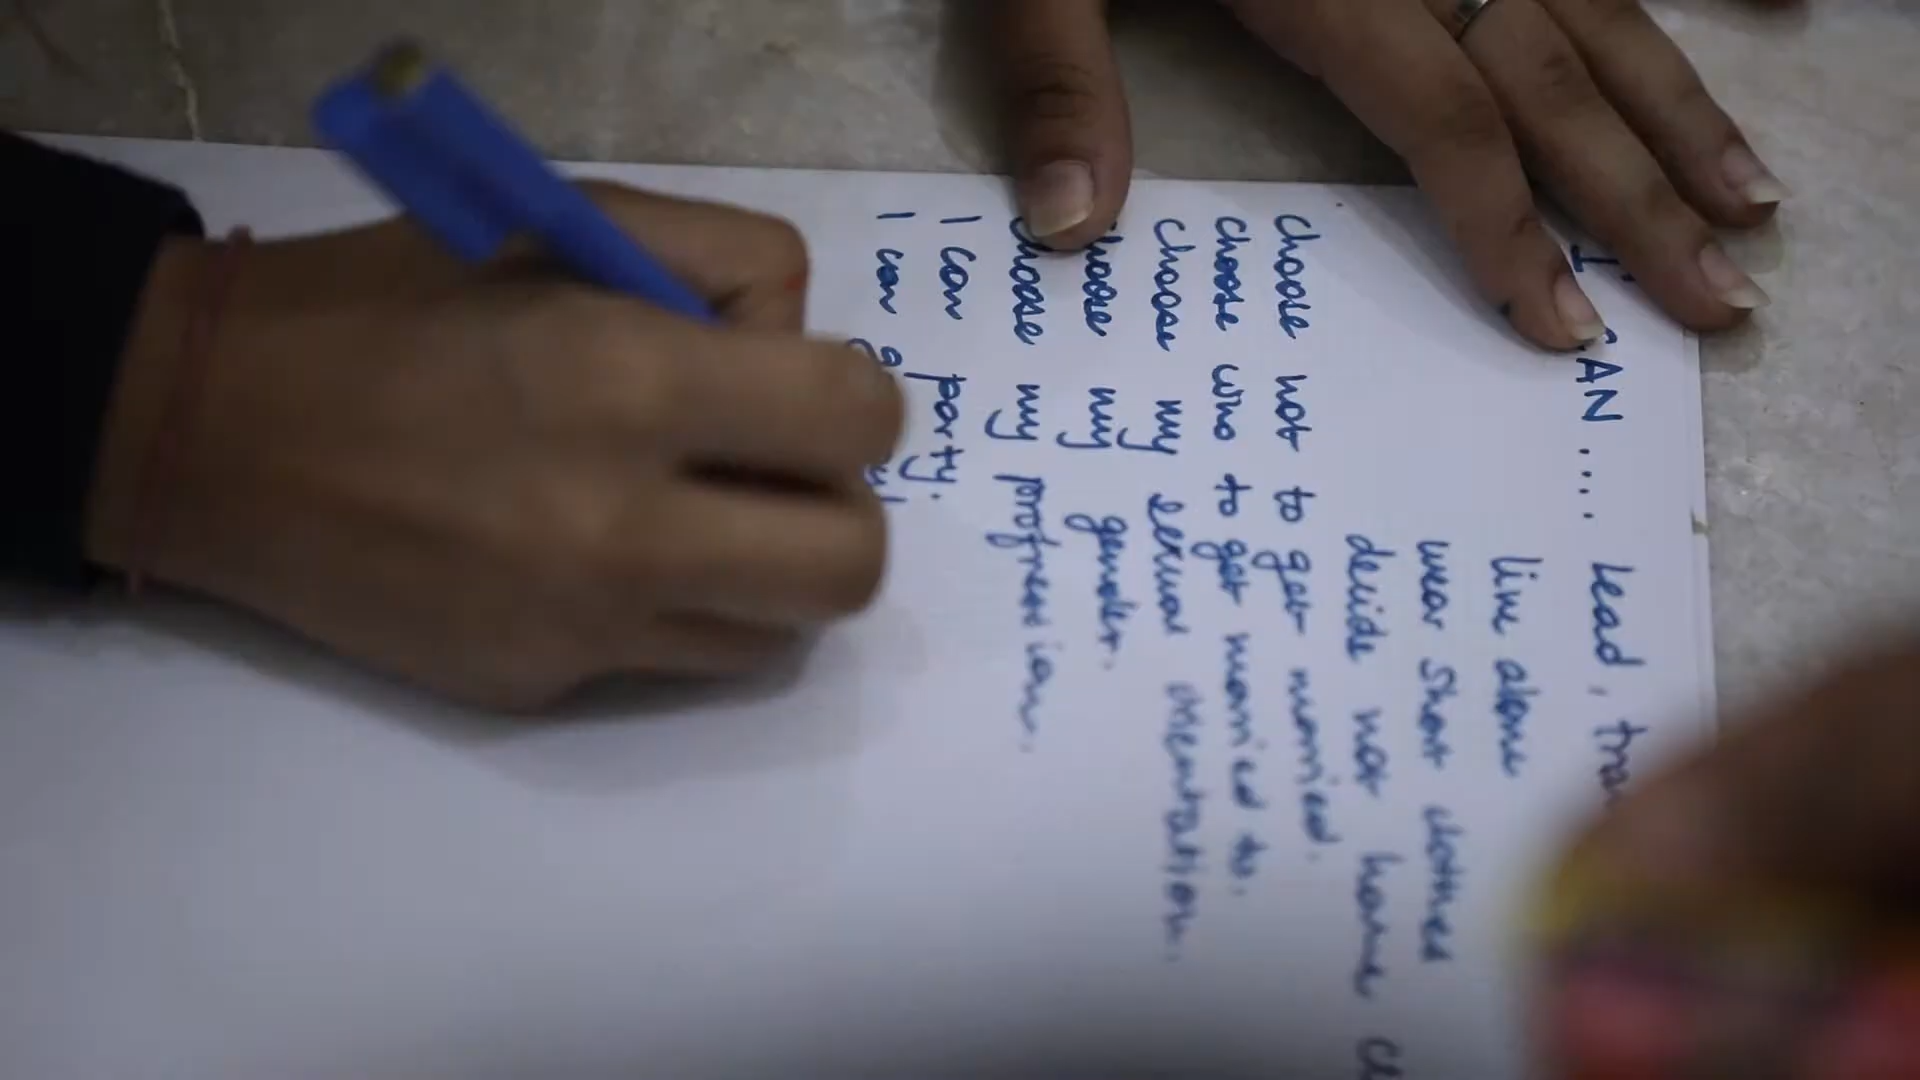 I CAN .... lead,
live alone
wear short clothes
decide not have
choose not to get married.
choose who to get married to.
choose my sexual orientation.
choose my gender.
choose my profession.
I can party.
I can